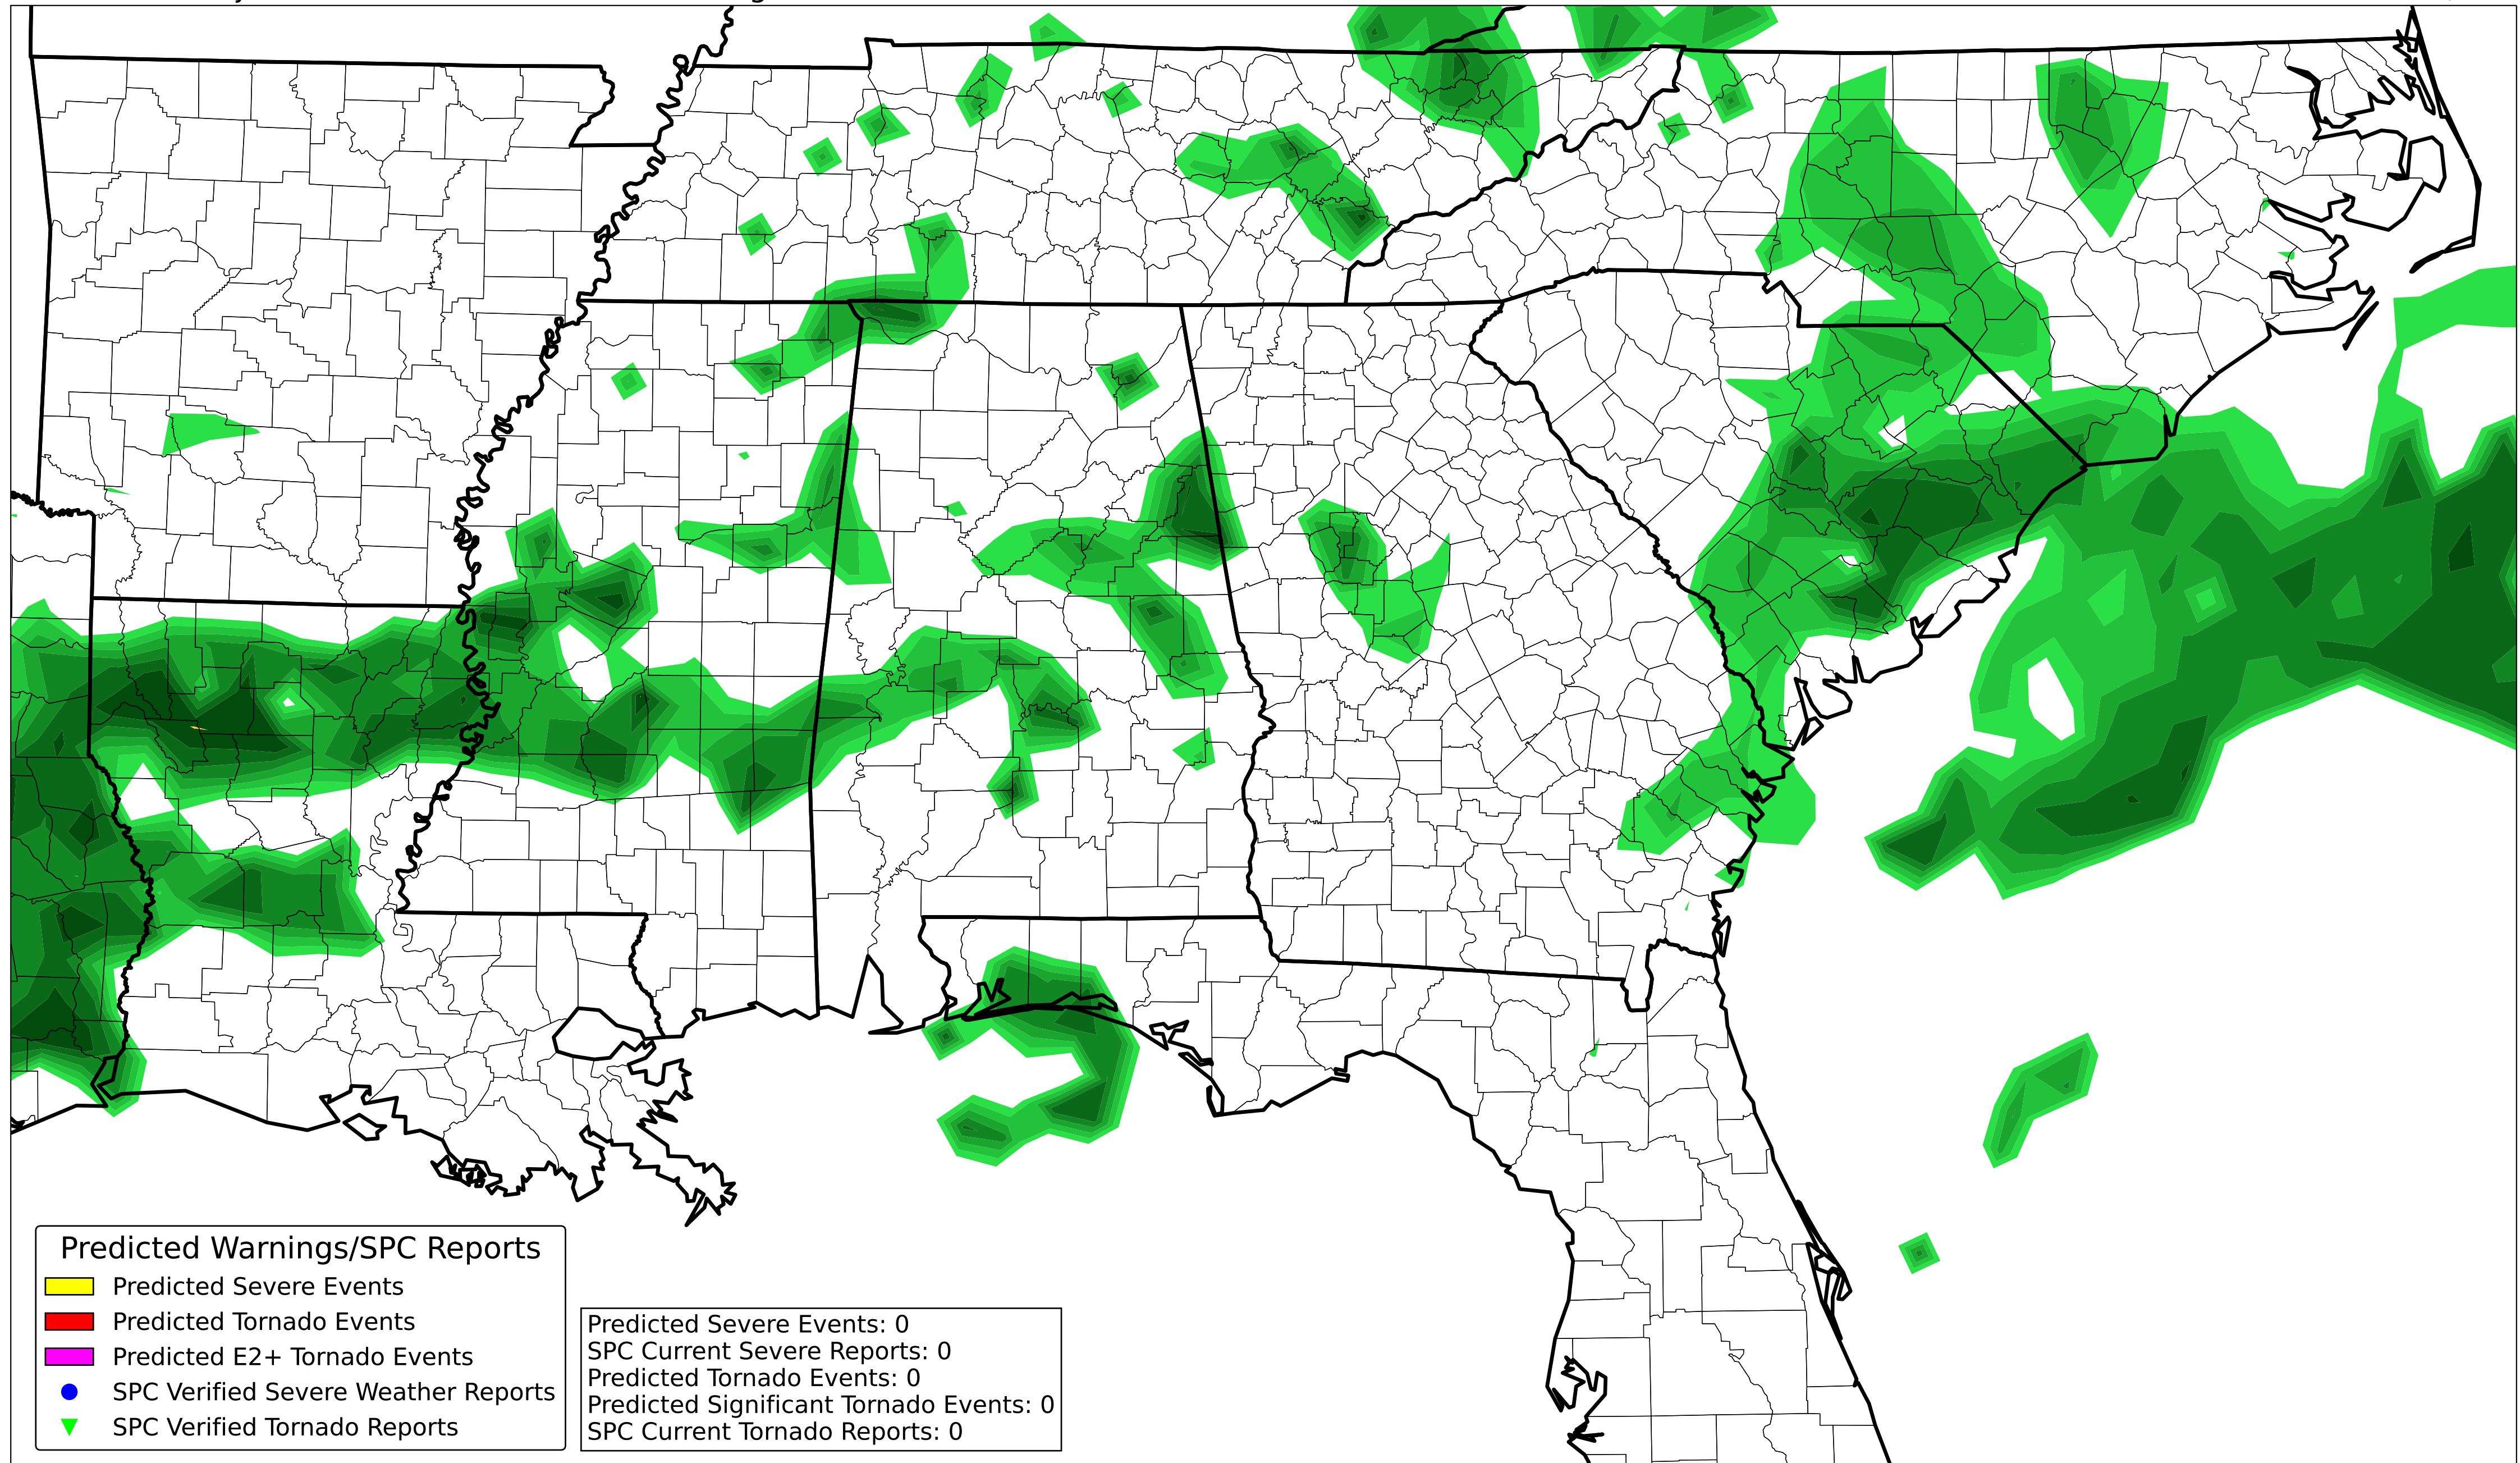 Predicted Warnings/SPC Reports
Predicted Severe Events
Predicted Tornado Events
Predicted E2+ Tornado Events
SPC Verified Severe Weather Reports
SPC Verified Tornado Reports
Predicted Severe Events: 0
SPC Current Severe Reports: 0
Predicted Tornado Events: 0
Predicted Significant Tornado Events: 0
SPC Current Tornado Reports: 0